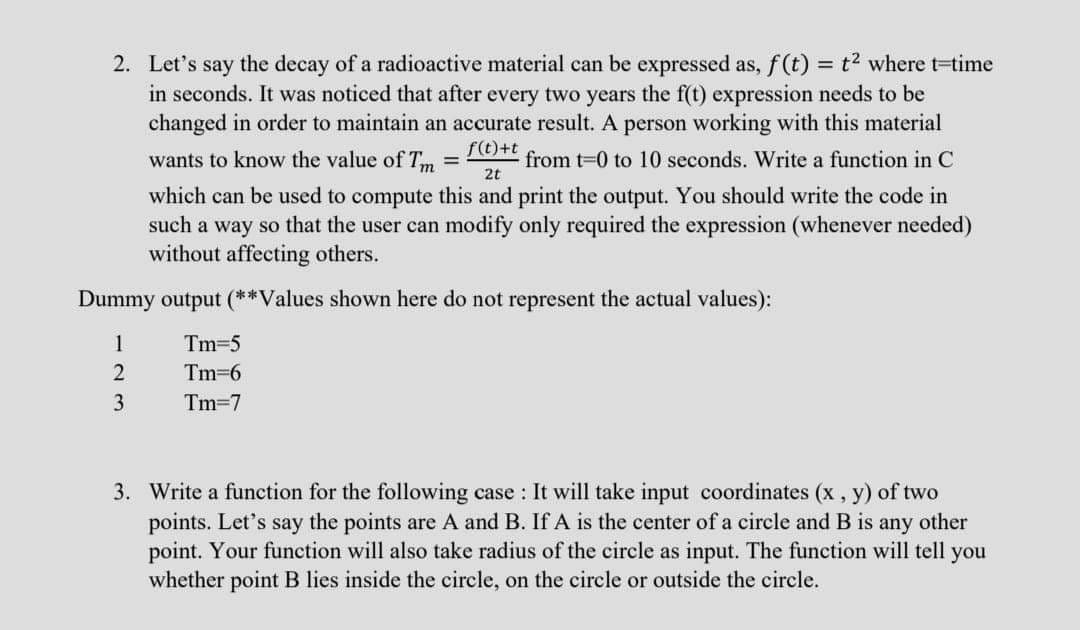 2. Let’s say the decay of a radioactive material can be expressed as, f(t) = t² where t=time
in seconds. It was noticed that after every two years the f(t) expression needs to be
changed in order to maintain an accurate result. A person working with this material
wants to know the value of Tₘ = (f(t)+t)/(2t) from t=0 to 10 seconds. Write a function in C
which can be used to compute this and print the output. You should write the code in
such a way so that the user can modify only required the expression (whenever needed)
without affecting others.
Dummy output (**Values shown here do not represent the actual values):
1 Tm=5
2 Tm=6
3 Tm=7
3. Write a function for the following case : It will take input coordinates (x , y) of two
points. Let’s say the points are A and B. If A is the center of a circle and B is any other
point. Your function will also take radius of the circle as input. The function will tell you
whether point B lies inside the circle, on the circle or outside the circle.